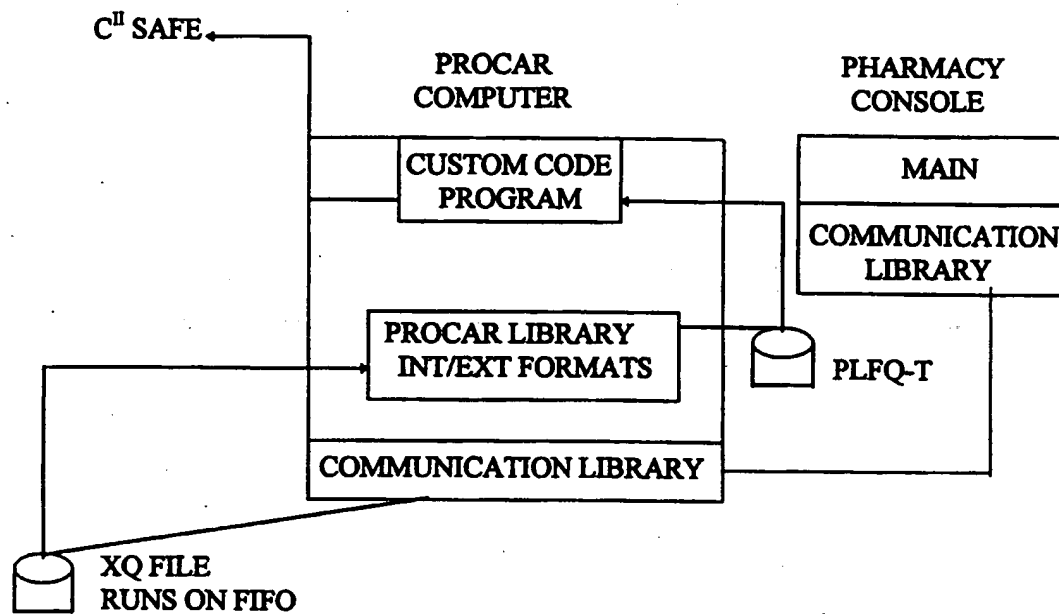 C^II SAFE
PROCAR
COMPUTER
PHARMACY
CONSOLE
CUSTOM CODE
PROGRAM
MAIN
COMMUNICATION
LIBRARY
PROCAR LIBRARY
INT/EXT FORMATS
PLFQ-T
COMMUNICATION LIBRARY
XQ FILE
RUNS ON FIFO